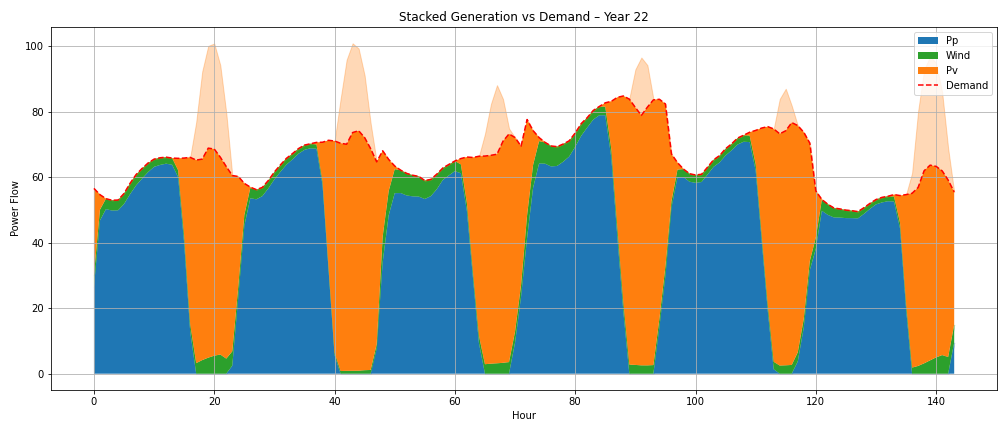 Stacked Generation vs Demand – Year 22
Power Flow
100
80
60
40
20
0
0 20 40 60 80 100 120 140
Hour
Pp
Wind
Pv
Demand